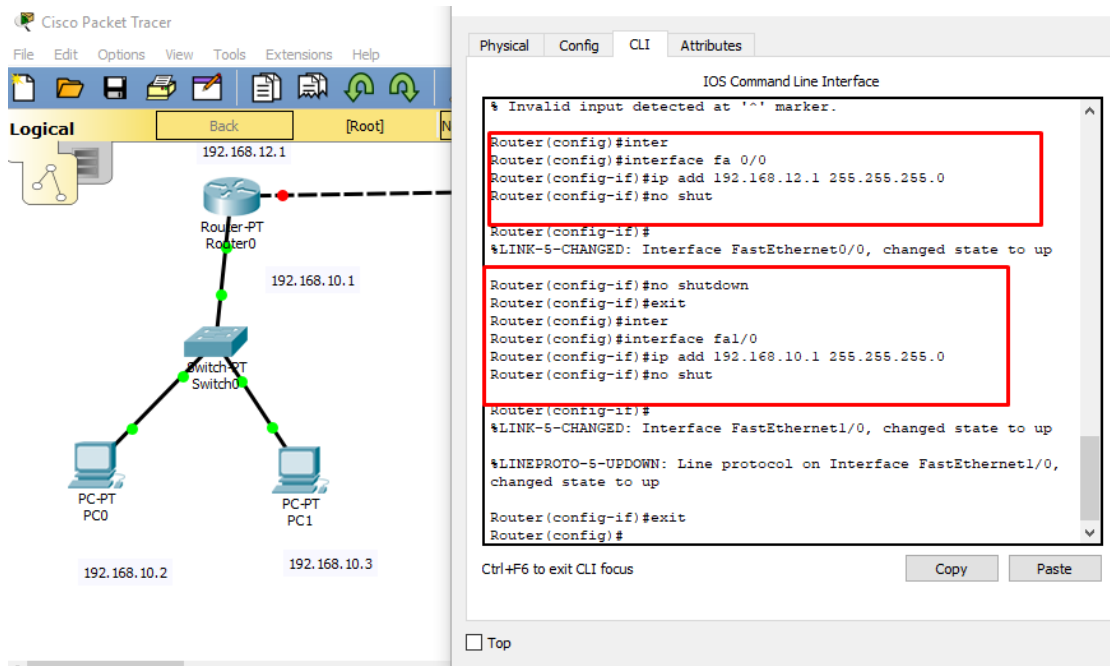 Cisco Packet Tracer
File Edit Options View Tools Extensions Help
Logical
Back
[Root]
N
192.168.12.1
Router-PT
Router0
192.168.10.1
Switch-PT
Switch0
PC-PT
PC0
PC-PT
PC1
192.168.10.2
192.168.10.3
Physical Config CLI Attributes
IOS Command Line Interface
% Invalid input detected at '^' marker.
Router(config)#inter
Router(config)#interface fa 0/0
Router(config-if)#ip add 192.168.12.1 255.255.255.0
Router(config-if)#no shut
Router(config-if)#
%LINK-5-CHANGED: Interface FastEthernet0/0, changed state to up
Router(config-if)#no shutdown
Router(config-if)#exit
Router(config)#inter
Router(config)#interface fa1/0
Router(config-if)#ip add 192.168.10.1 255.255.255.0
Router(config-if)#no shut
Router(config-if)#
%LINK-5-CHANGED: Interface FastEthernet1/0, changed state to up
%LINEPROTO-5-UPDOWN: Line protocol on Interface FastEthernet1/0,
changed state to up
Router(config-if)#exit
Router(config)#
Ctrl+F6 to exit CLI focus
Copy
Paste
Top